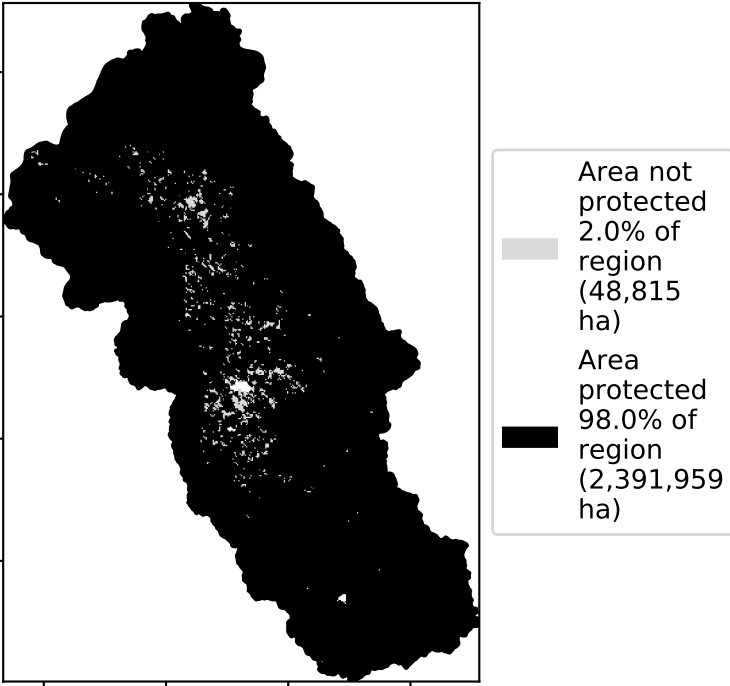 Area not
protected
2.0% of
region
(48,815
ha)
Area
protected
98.0% of
region
(2,391,959
ha)